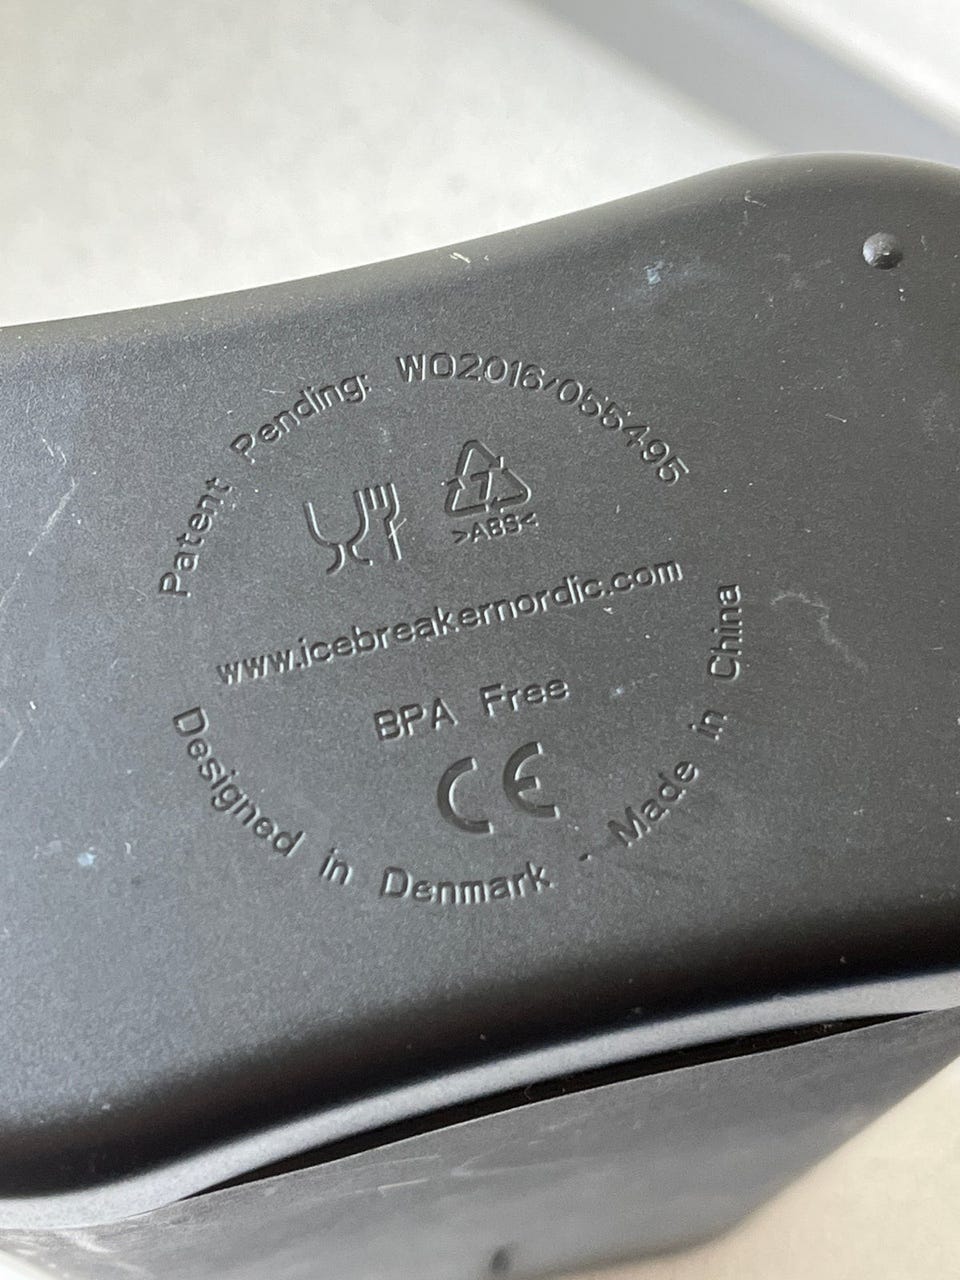 Patent Pending: WO2016/055495
7
>ABS<
www.icebreakernordic.com
BPA Free
CE
Designed in Denmark - Made in China